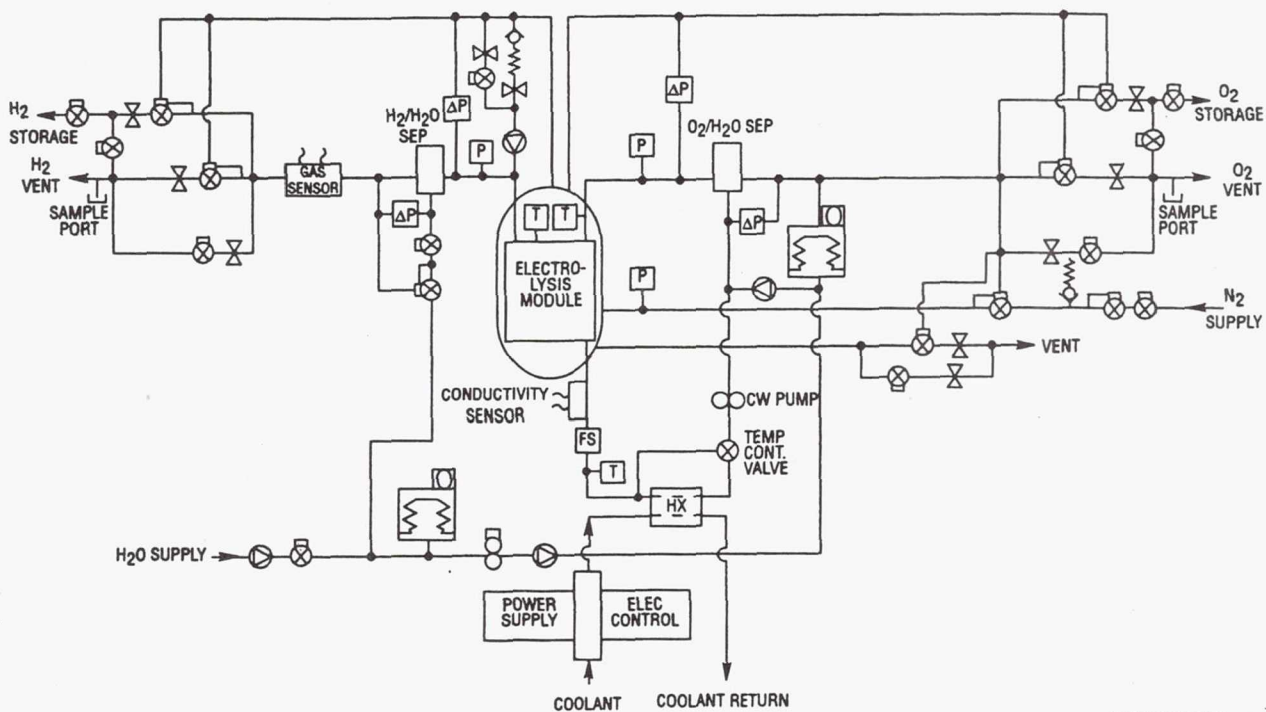 H2
STORAGE
H2
VENT
SAMPLE
PORT
GAS
SENSOR
H2/H2O
SEP
ΔP
P
ΔP
T
T
ELECTRO-
LYSIS
MODULE
P
ΔP
O2/H2O SEP
ΔP
P
O2
STORAGE
O2
VENT
SAMPLE
PORT
N2
SUPPLY
VENT
CONDUCTIVITY
SENSOR
FS
T
CW PUMP
TEMP
CONT.
VALVE
HX
H2O SUPPLY
POWER
SUPPLY
ELEC
CONTROL
COOLANT
COOLANT RETURN